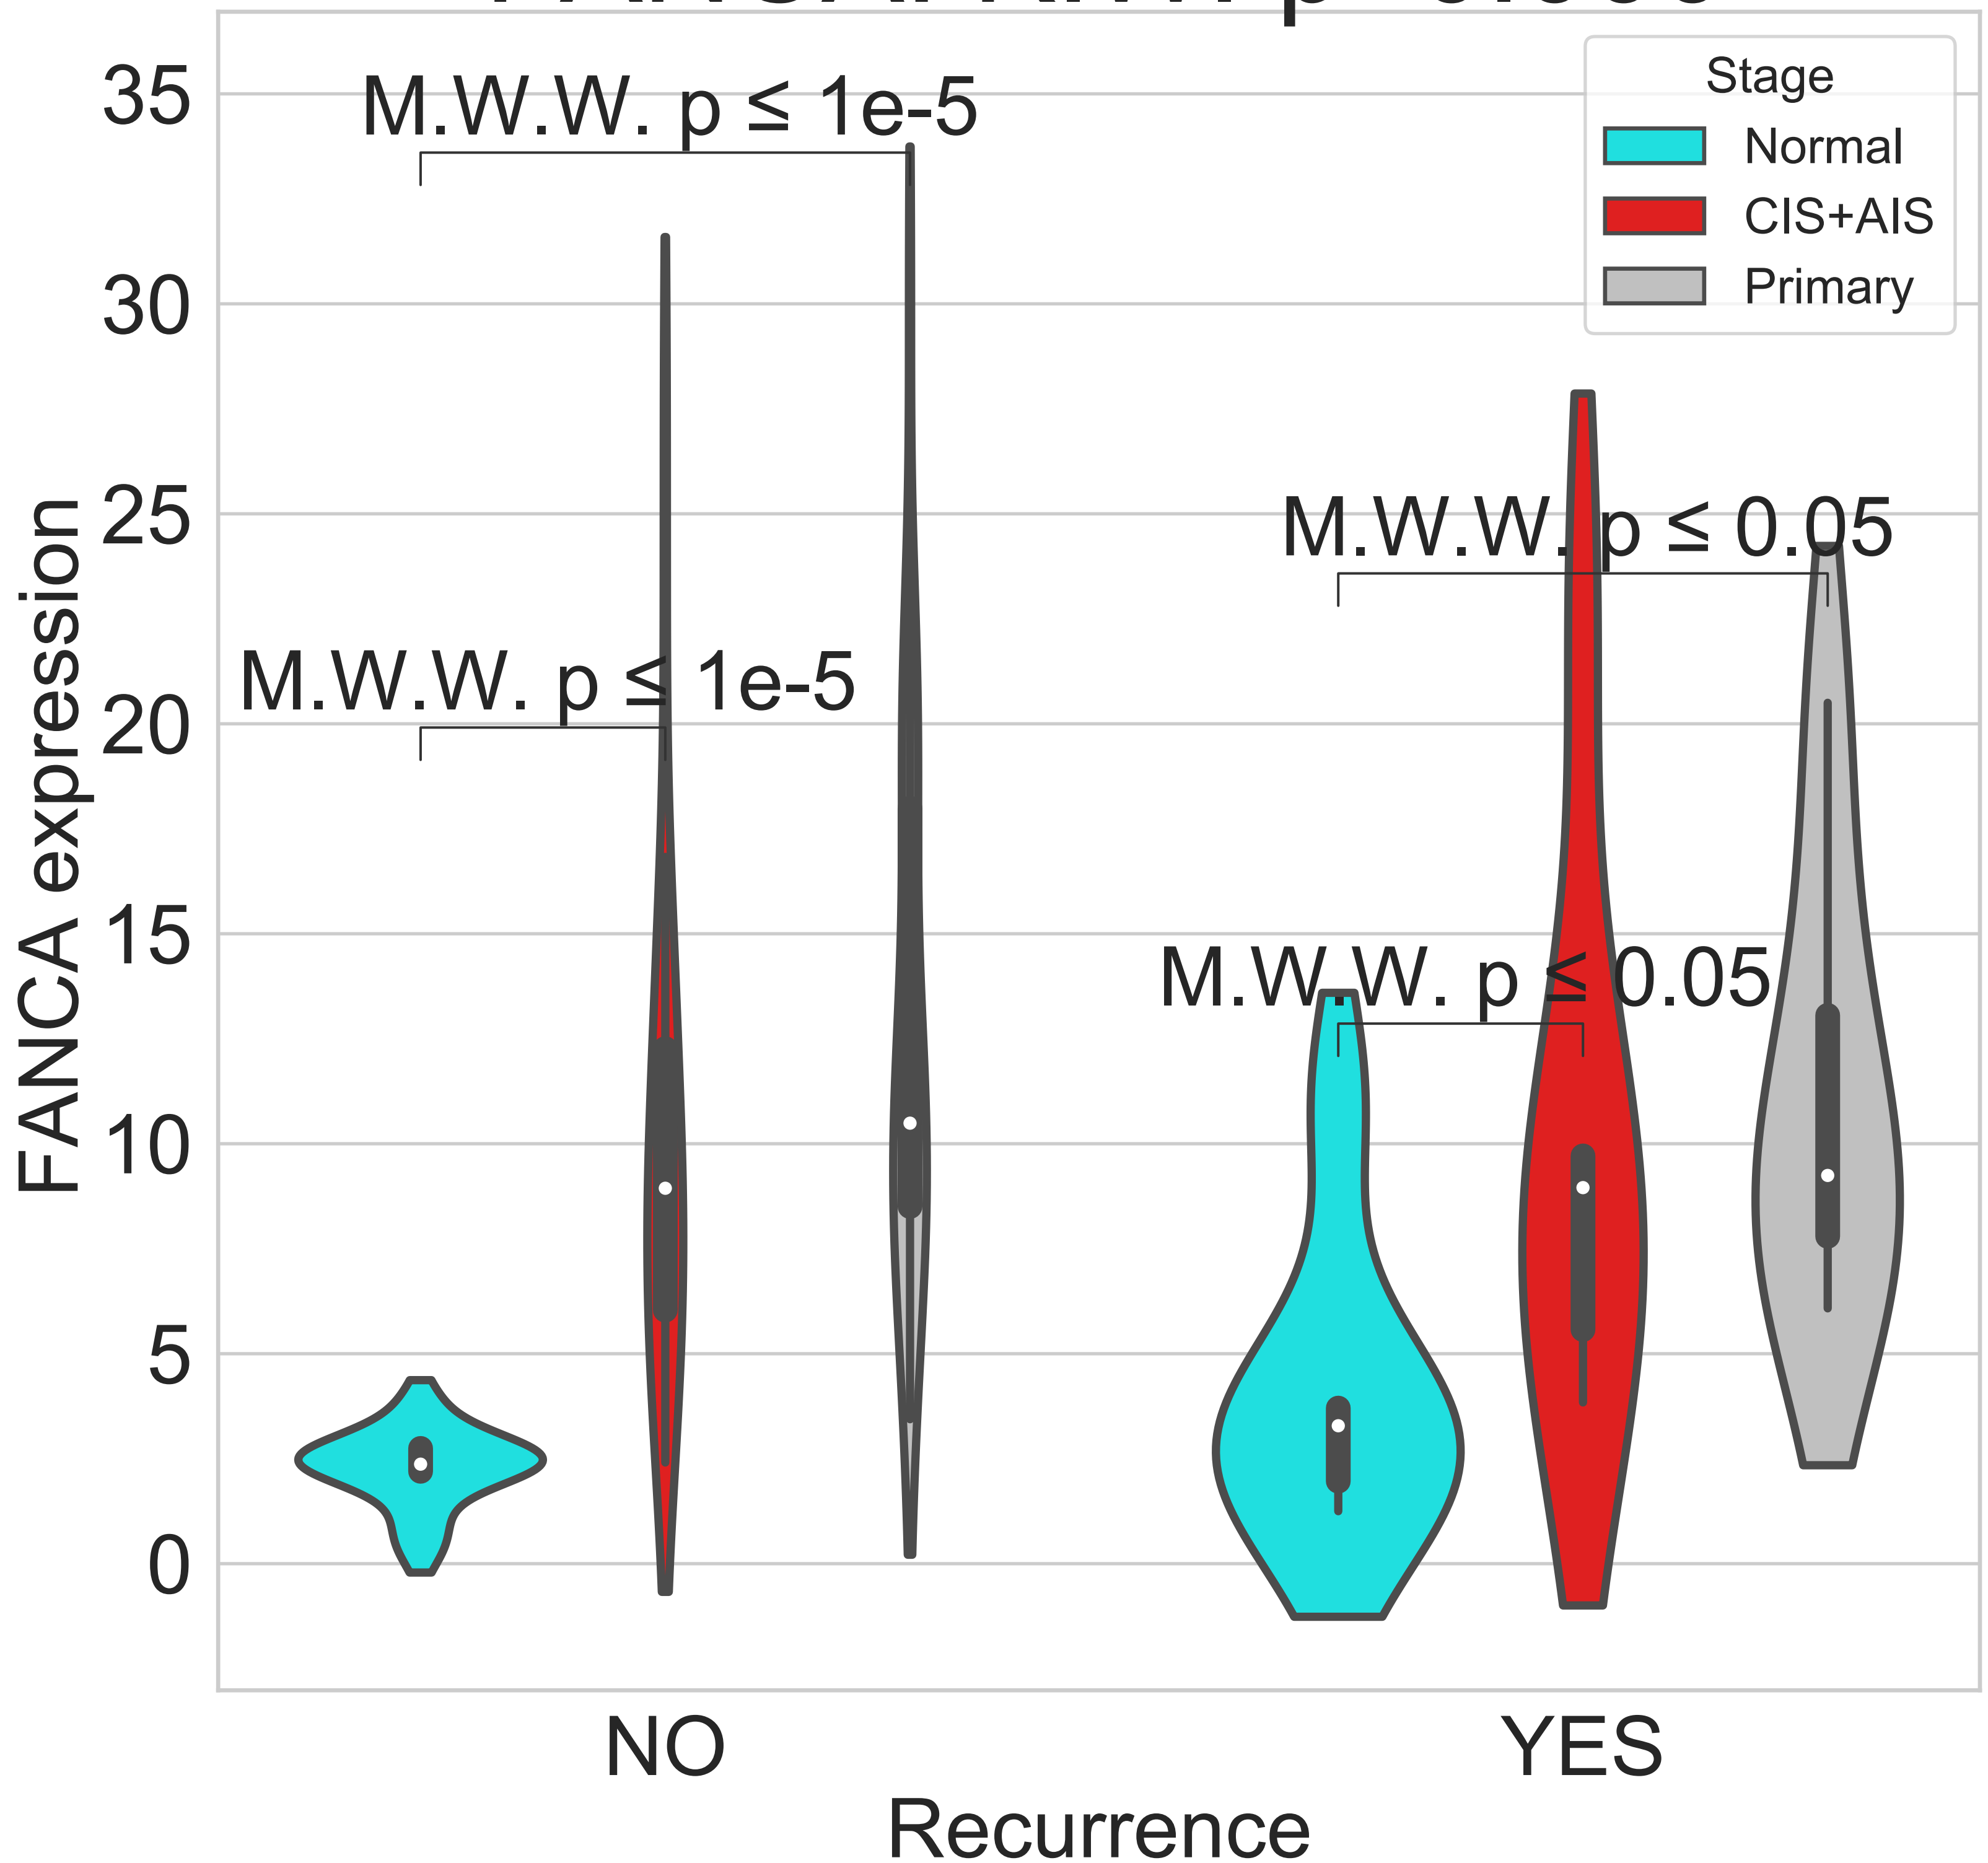 M.W.W. p ≤ 1e-5
M.W.W. p ≤ 1e-5
M.W.W. p ≤ 0.05
M.W.W. p ≤ 0.05
Stage
Normal
CIS+AIS
Primary
35
30
25
20
15
10
5
0
FANCA expression
NO
YES
Recurrence